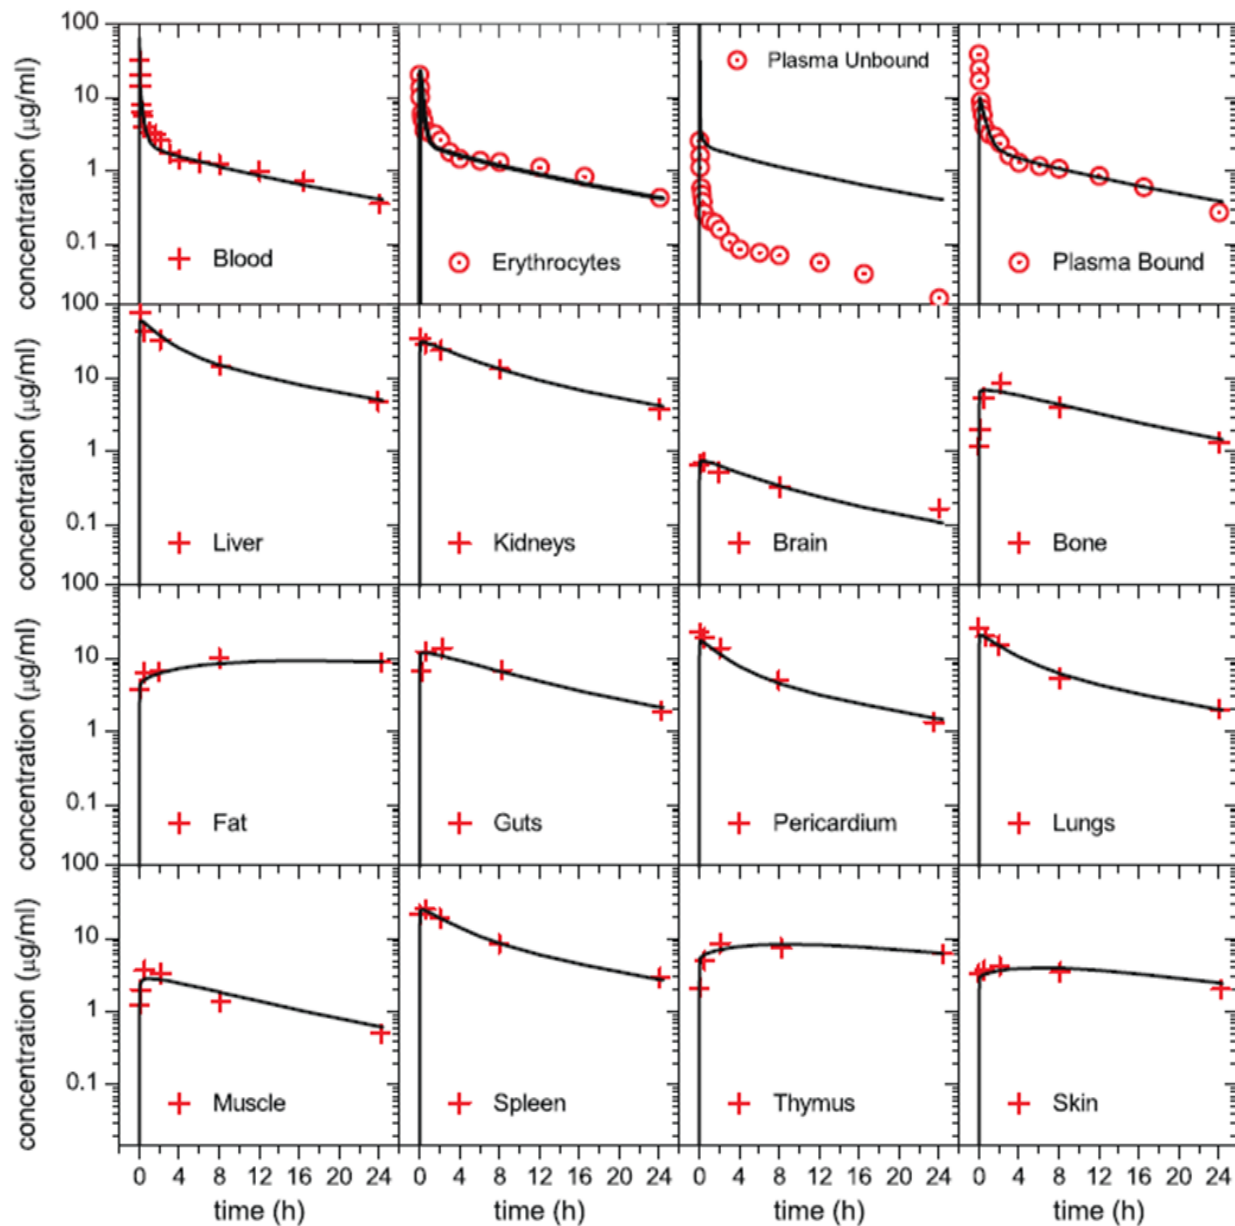 100
10
1
0.1
concentration (µg/ml)
Blood
Erythrocytes
Plasma Unbound
Plasma Bound
100
10
1
0.1
concentration (µg/ml)
Liver
Kidneys
Brain
Bone
100
10
1
0.1
concentration (µg/ml)
Fat
Guts
Pericardium
Lungs
100
10
1
0.1
concentration (µg/ml)
Muscle
Spleen
Thymus
Skin
0 4 8 12 16 20 24
0 4 8 12 16 20 24
0 4 8 12 16 20 24
0 4 8 12 16 20 24
time (h)
time (h)
time (h)
time (h)